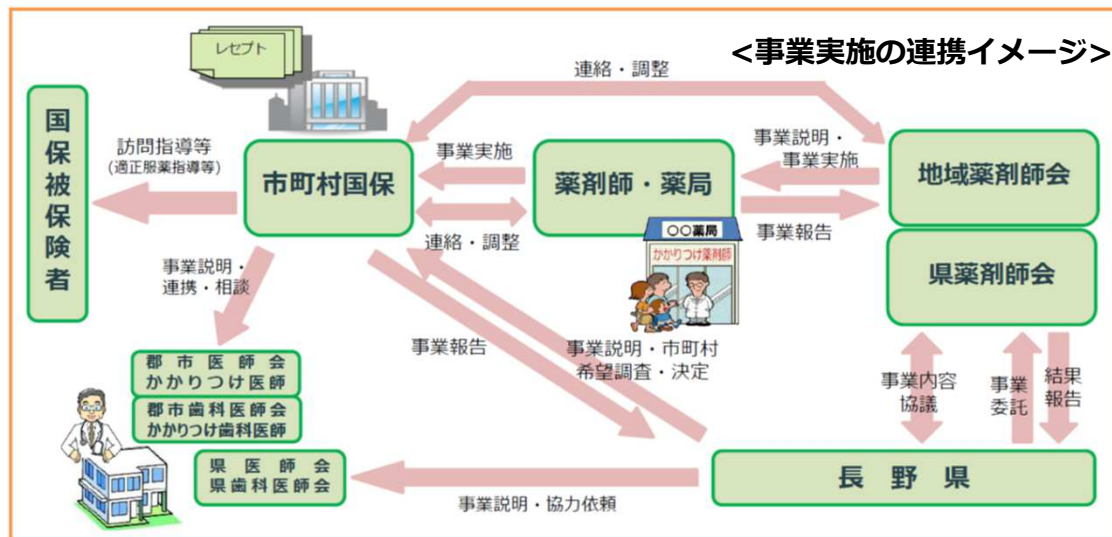 <事業実施の連携イメージ>
レセプト
連絡・調整
国保被保険者
訪問指導等
(適正服薬指導等)
市町村国保
事業実施
薬剤師・薬局
事業説明・
事業実施
地域薬剤師会
連絡・調整
〇〇薬局
かかりつけ薬剤師
事業報告
県薬剤師会
事業説明・
連携・相談
事業報告
事業説明・市町村
希望調査・決定
事業内容
協議
事業
委託
結果
報告
郡市医師会
かかりつけ医師
郡市歯科医師会
かかりつけ歯科医師
県医師会
県歯科医師会
事業説明・協力依頼
長野県